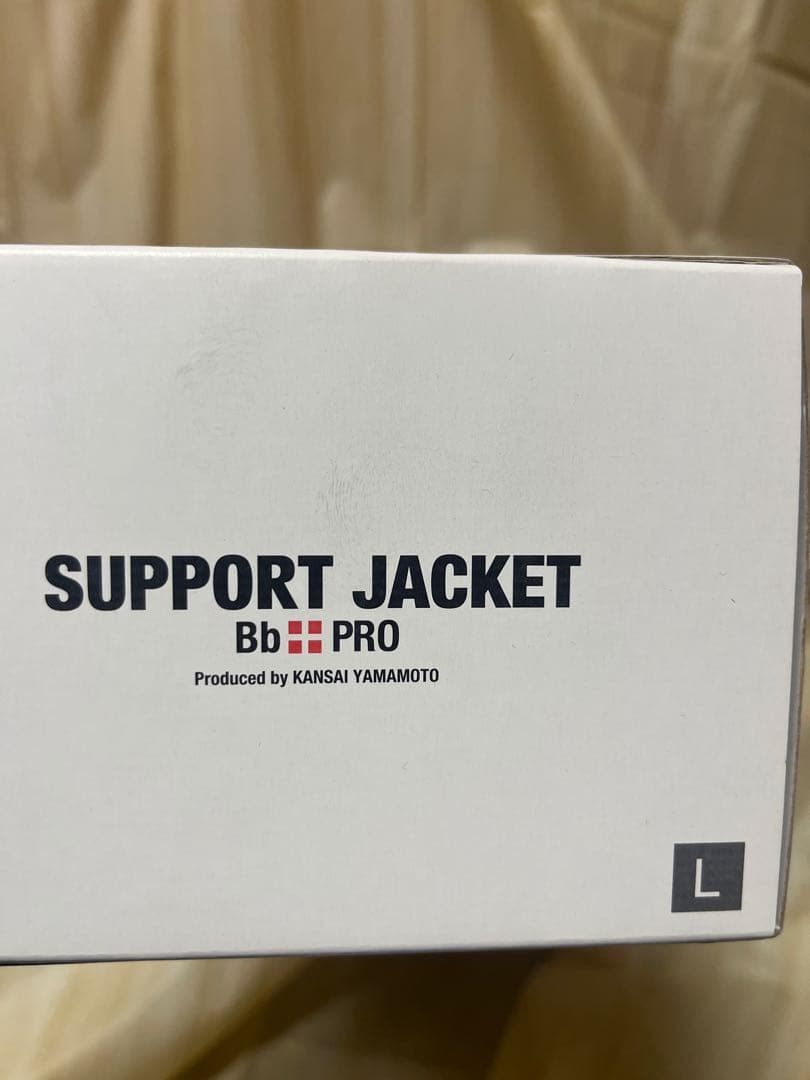 SUPPORT JACKET
Bb PRO
Produced by KANSAI YAMAMOTO
L